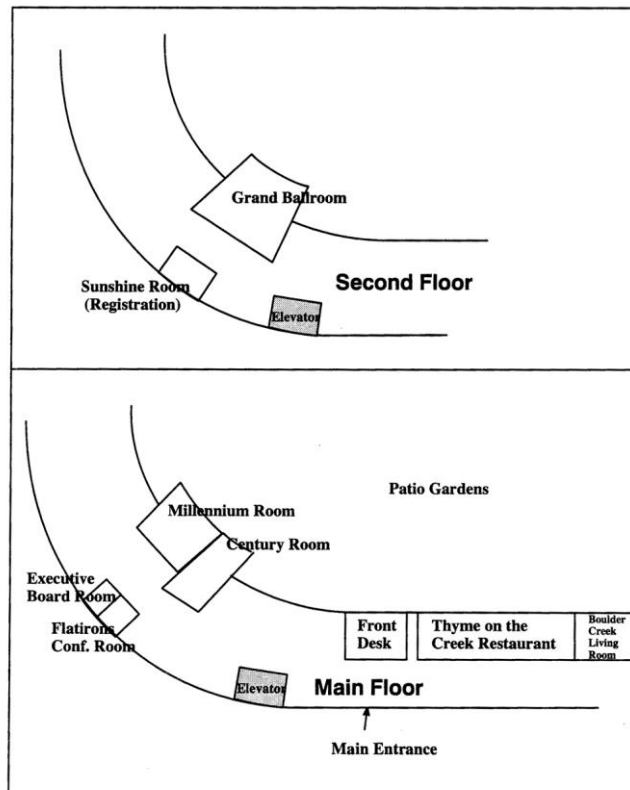 Grand Ballroom
Sunshine Room
(Registration)
Second Floor
Elevator
Patio Gardens
Millennium Room
Century Room
Executive
Board Room
Flatirons
Conf. Room
Front
Desk
Thyme on the
Creek Restaurant
Boulder
Creek
Living
Room
Elevator
Main Floor
Main Entrance